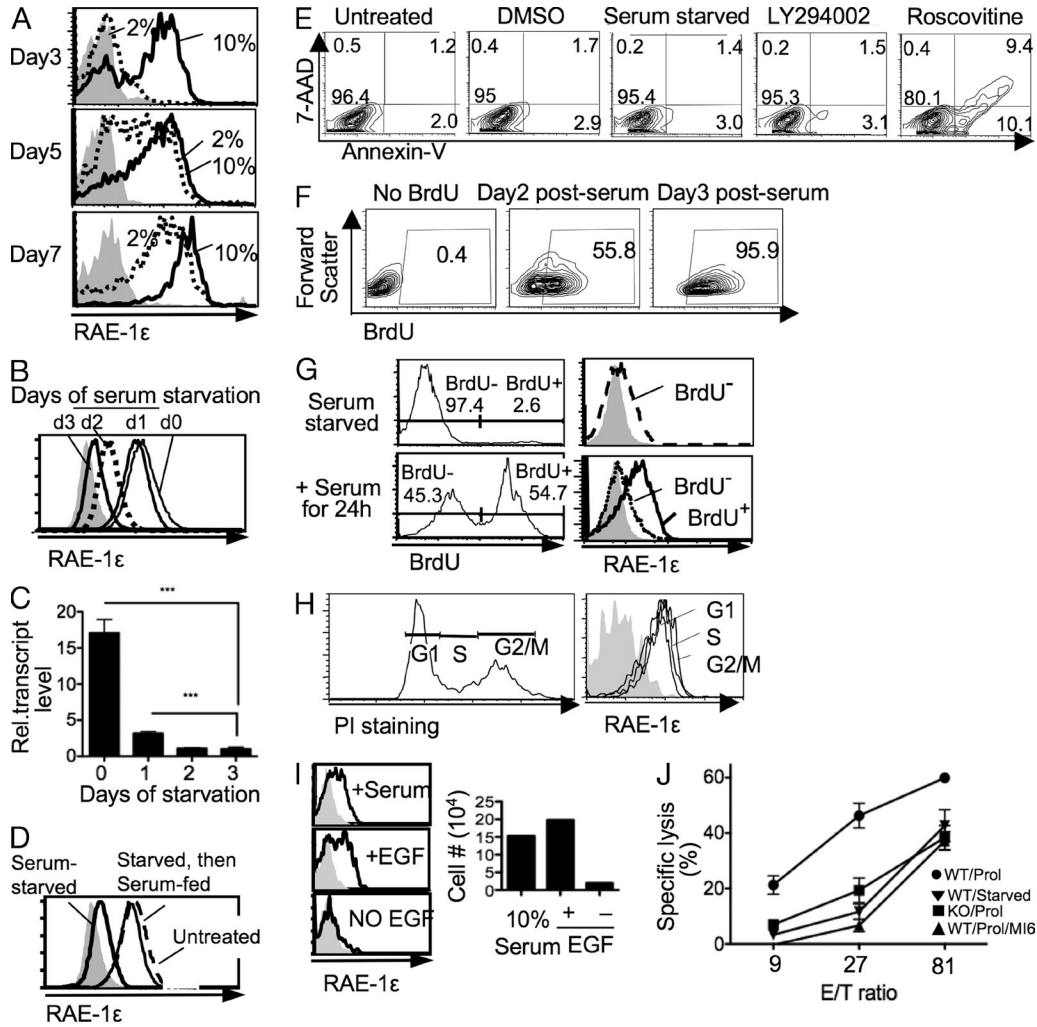 A
Day3
2%
10%
Day5
2%
10%
Day7
2%
10%
RAE-1ε
B
Days of serum starvation
d3 d2 d1 d0
RAE-1ε
C
Rel.transcript
level
20
15
10
5
0
***
***
0 1 2 3
Days of starvation
D
Serum-
starved
Starved, then
Serum-fed
Untreated
RAE-1ε
E
Untreated DMSO Serum starved LY294002 Roscovitine
7-AAD
0.5 1.2
96.4
2.0
0.4 1.7
95
2.9
0.2 1.4
95.4
3.0
0.2 1.5
95.3
3.1
0.4 9.4
80.1
10.1
Annexin-V
F
No BrdU Day2 post-serum Day3 post-serum
Forward
Scatter
0.4 55.8 95.9
BrdU
G
Serum
starved
BrdU- BrdU+
97.4 2.6
BrdU-
+ Serum
for 24h
BrdU- BrdU+
45.3 54.7
BrdU-
BrdU+
BrdU RAE-1ε
H
G1 S G2/M
G1
S
G2/M
PI staining RAE-1ε
I
+Serum
+EGF
NO EGF
RAE-1ε
Cell # (10⁴)
25
20
15
10
5
0
10% + −
Serum EGF
J
Specific lysis
(%)
60
40
20
0
WT/Prol
WT/Starved
KO/Prol
WT/Prol/MI6
9 27 81
E/T ratio